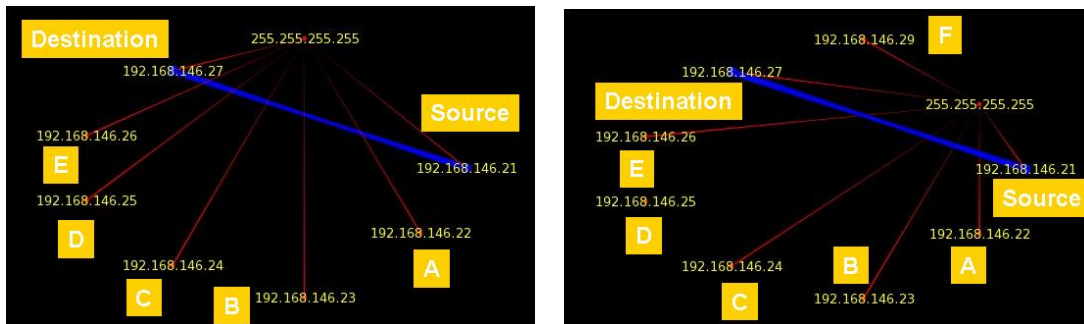 Destination
255.255.255.255
192.168.146.27
Source
192.168.146.26
E
192.168.146.21
192.168.146.25
D
192.168.146.22
A
192.168.146.24
C
B
192.168.146.23
F
192.168.146.29
192.168.146.27
Destination
255.255.255.255
192.168.146.26
E
192.168.146.21
Source
192.168.146.25
D
192.168.146.22
A
B
192.168.146.24
C
192.168.146.23